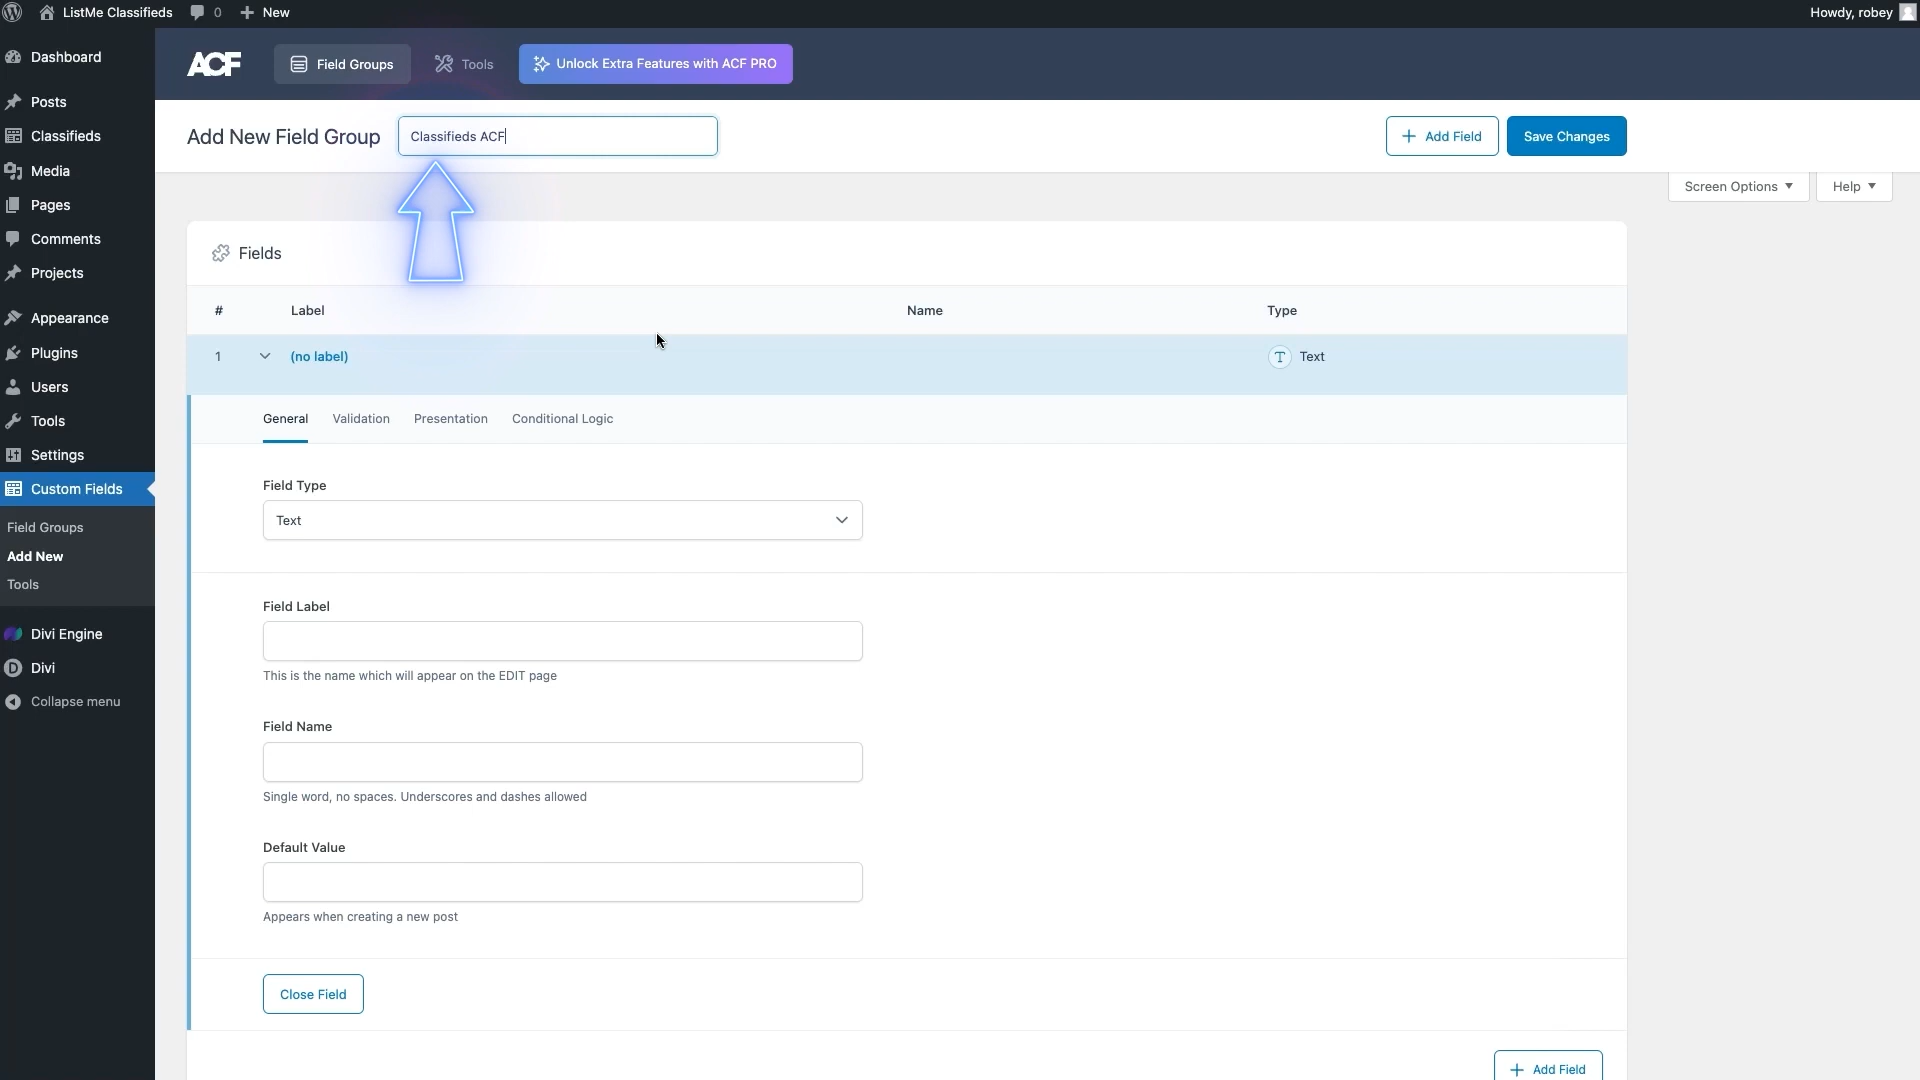 ListMe Classifieds
0
New
Howdy, robey
Dashboard
Posts
Classifieds
Media
Pages
Comments
Projects
Appearance
Plugins
Users
Tools
Settings
Custom Fields
Field Groups
Add New
Tools
Divi Engine
Divi
Collapse menu
ACF
Field Groups
Tools
Unlock Extra Features with ACF PRO
Add New Field Group
Classifieds ACF
+ Add Field
Save Changes
Screen Options
Help
Fields
# Label Name Type
1 (no label) T Text
General Validation Presentation Conditional Logic
Field Type
Text
Field Label
This is the name which will appear on the EDIT page
Field Name
Single word, no spaces. Underscores and dashes allowed
Default Value
Appears when creating a new post
Close Field
+ Add Field